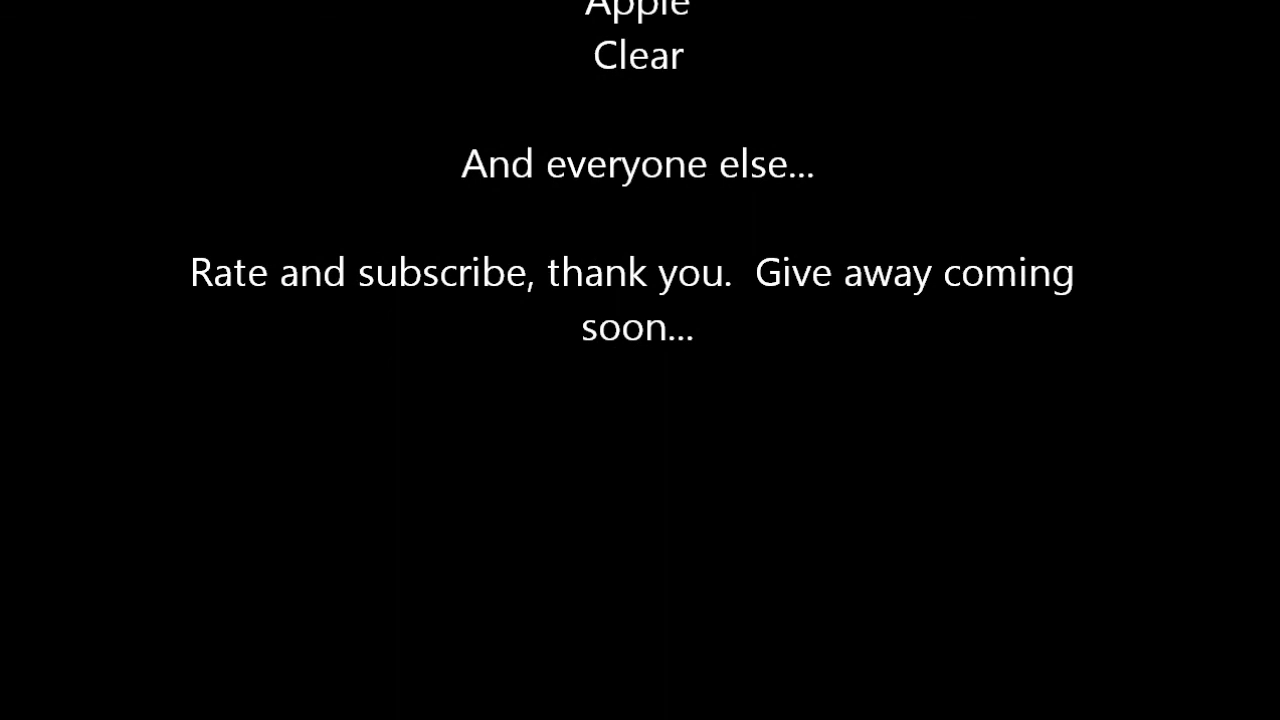 Apple
Clear
And everyone else...
Rate and subscribe, thank you.  Give away coming
soon...